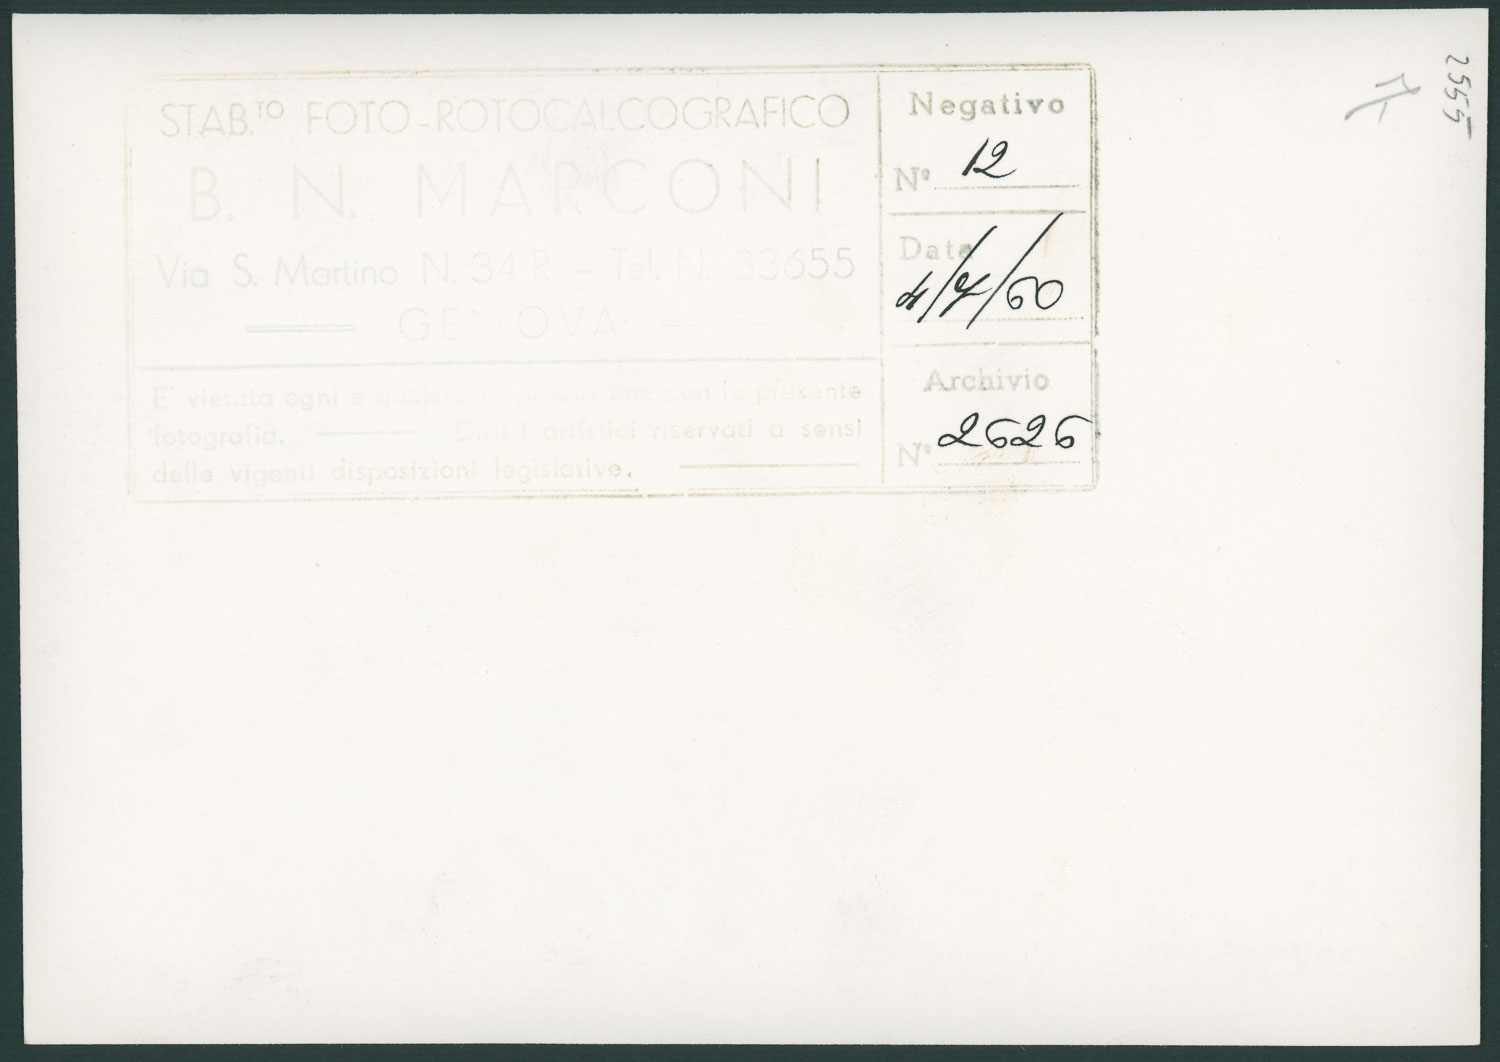 STAB.TO FOTO-ROTOCALCOGRAFICO
B. N. MARCONI
Via S. Martino N. 34 R. – Tel. N. 33655
GENOVA
E' vietata ogni e qualsiasi riproduzione con la presente
fotografia. Diritti artistici riservati a sensi
delle vigenti disposizioni legislative.
Negativo
N° 12
Data
4/7/60
Archivio
N° 2626
2555